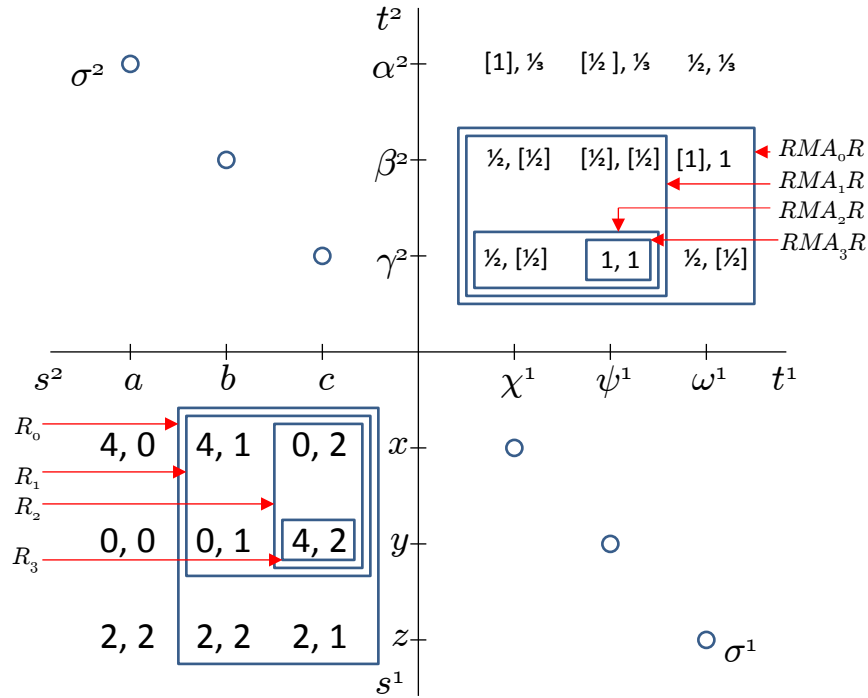 t²
σ² α² [1], ⅓ [½ ], ⅓ ½, ⅓
β² ½, [½] [½], [½] [1], 1 RMA₀R
RMA₁R
RMA₂R
γ² ½, [½] 1, 1 ½, [½] RMA₃R
s² a b c χ¹ ψ¹ ω¹ t¹
R₀ 4, 0 4, 1 0, 2 x
R₁
R₂
0, 0 0, 1 4, 2 y
R₃
2, 2 2, 2 2, 1 z σ¹
s¹